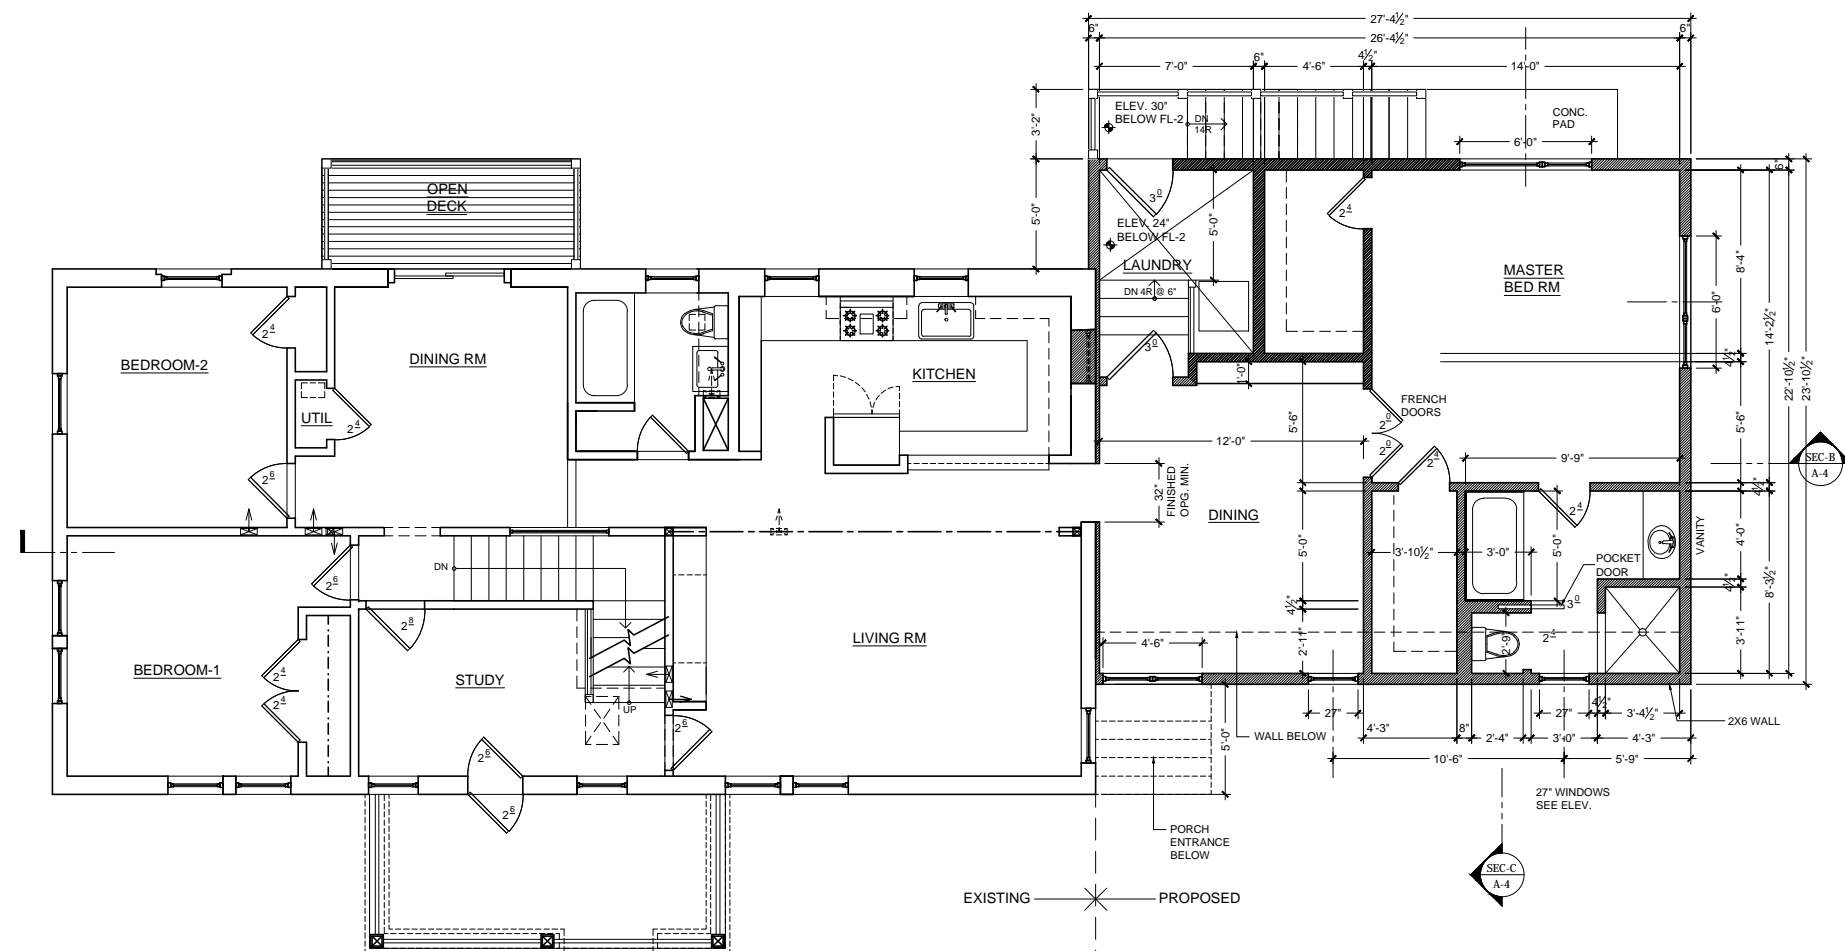 27'-4½"
6" 26'-4½" 6"
7'-0" 6" 4'-6" 4½" 14'-0"
ELEV. 30"
BELOW FL-2
DN
14R
CONC.
PAD
3'-2"
6'-0"
6"
OPEN
DECK
5'-0"
3⁰
2⁴
ELEV. 24"
BELOW FL-2
5'-0"
LAUNDRY
DN 4R @ 6"
3⁰
MASTER
BED RM
8'-4"
6'-0"
14'-2½"
22'-10½"
23'-10½"
2⁴
BEDROOM-2
DINING RM
KITCHEN
1'-0"
4½"
UTIL
2⁴
FRENCH
DOORS
2⁰
2⁰
5'-6"
12'-0"
5'-6"
9'-9"
2⁴
SEC-B
A-4
2⁶
32"
FINISHED
OPG. MIN.
DINING
2⁴
4½"
VANITY
5'-0"
3'-10½"
3'-0"
5'-0"
4'-0"
POCKET
DOOR
DN
2⁶
3⁰
4½"
4½"
8'-3½"
2⁸
LIVING RM
4'-6"
2'-11"
2'-9"
2⁴
3'-11"
BEDROOM-1
2⁴
2⁴
STUDY
UP
2⁶
2⁶
2⁶
5'-0"
27"
27"
4½"
3'-4½"
2X6 WALL
WALL BELOW
4'-3" 8" 2'-4" 3'-0" 4'-3"
10'-6" 5'-9"
27" WINDOWS
SEE ELEV.
PORCH
ENTRANCE
BELOW
SEC-C
A-4
EXISTING PROPOSED